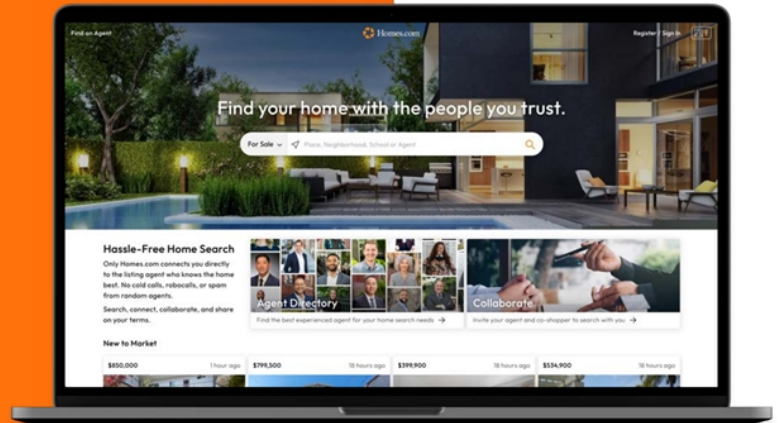 Find an Agent
Homes.com
Register / Sign In
Find your home with the people you trust.
For Sale
Place, Neighborhood, School or Agent
Hassle-Free Home Search
Only Homes.com connects you directly
to the listing agent who knows the home
best. No cold calls, robocalls, or spam
from random agents.
Search, connect, collaborate, and share
on your terms.
Agent Directory
Find the best experienced agent for your home search needs →
Collaborate
Invite your agent and co-shopper to search with you →
New to Market
$850,000
1 hour ago
$799,500
18 hours ago
$399,900
18 hours ago
$534,900
18 hours ago